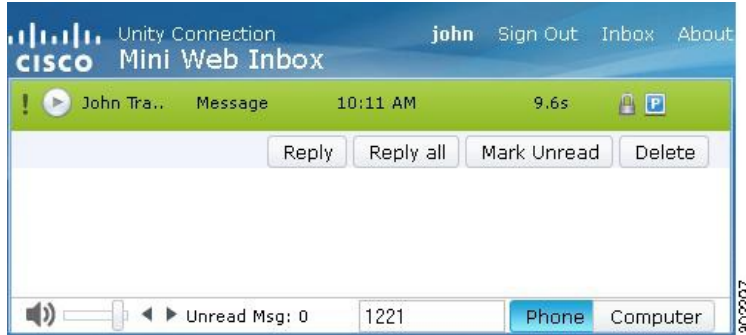 Unity Connection john Sign Out Inbox About
CISCO Mini Web Inbox
! John Tra.. Message 10:11 AM 9.6s P
Reply Reply all Mark Unread Delete
Unread Msg: 0 1221 Phone Computer